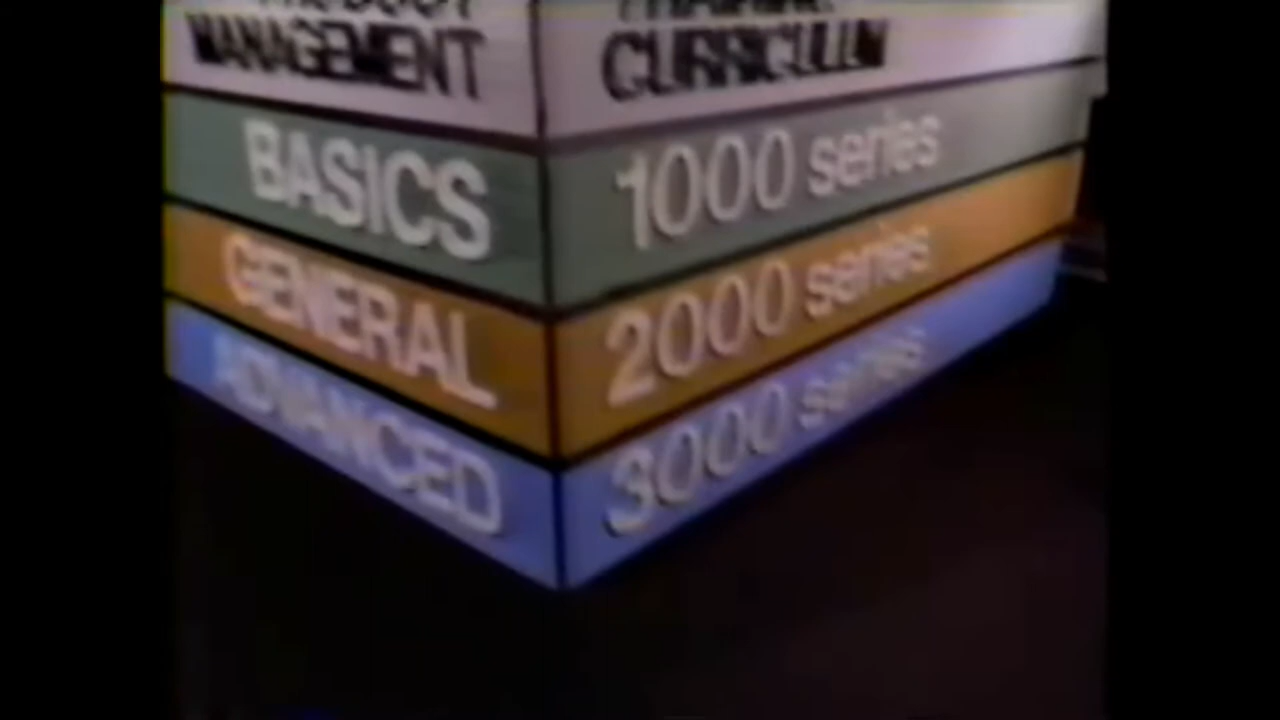 MANAGEMENT
CURRICULUM
BASICS
1000 series
GENERAL
2000 series
ADVANCED
3000 series